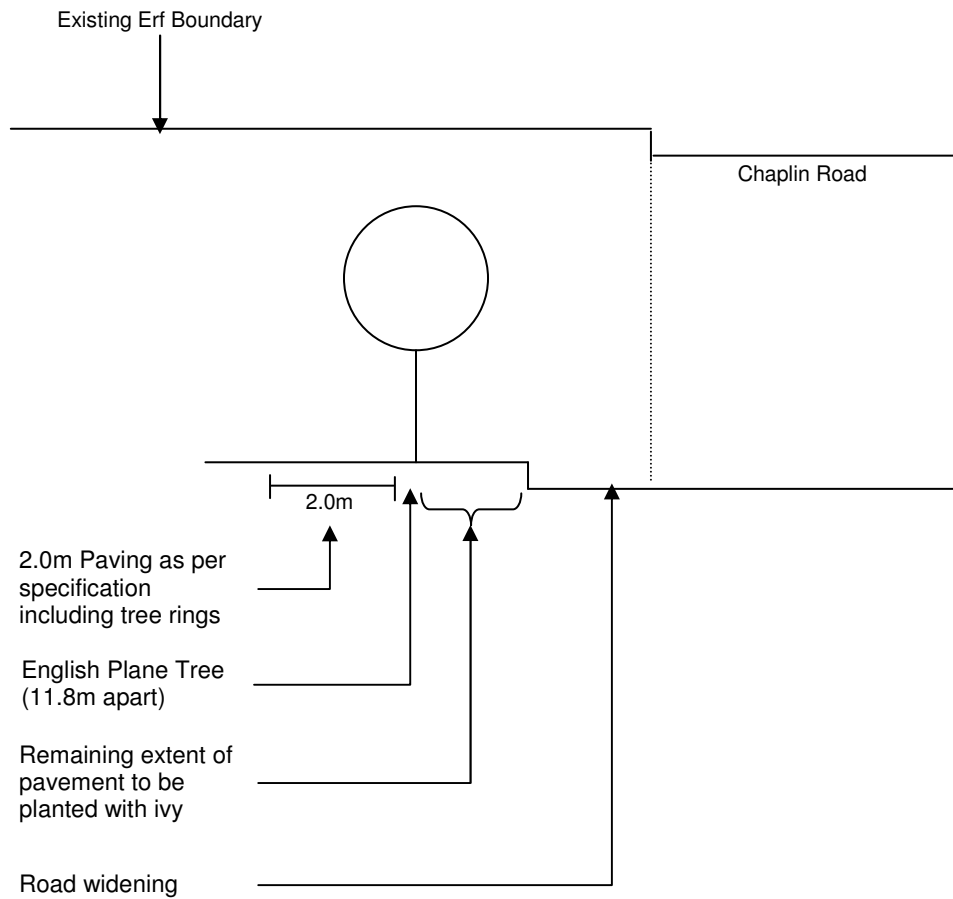 Existing Erf Boundary
Chaplin Road
2.0m
2.0m Paving as per
specification
including tree rings
English Plane Tree
(11.8m apart)
Remaining extent of
pavement to be
planted with ivy
Road widening